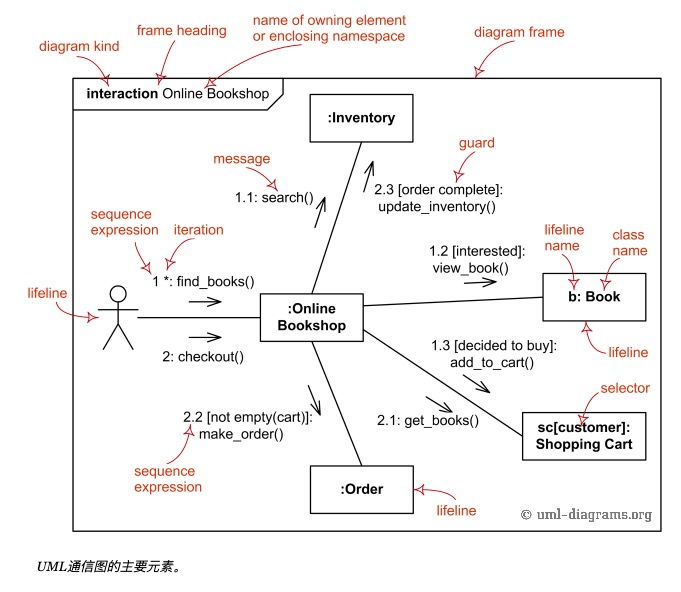 name of owning element
or enclosing namespace
frame heading
diagram kind
diagram frame
interaction Online Bookshop
:Inventory
guard
message
1.1: search()
2.3 [order complete]:
update_inventory()
sequence
expression
iteration
lifeline
name
class
name
1.2 [interested]:
view_book()
1 *: find_books()
lifeline
:Online
Bookshop
b: Book
2: checkout()
1.3 [decided to buy]:
add_to_cart()
lifeline
selector
2.2 [not empty(cart)]:
make_order()
2.1: get_books()
sc[customer]:
Shopping Cart
sequence
expression
:Order
lifeline
© uml-diagrams.org
UML通信图的主要元素。